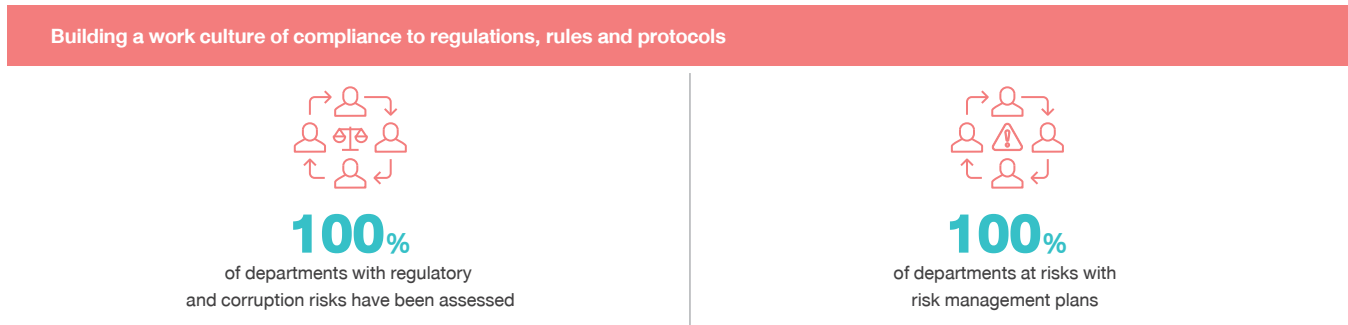 Building a work culture of compliance to regulations, rules and protocols
100%
of departments with regulatory
and corruption risks have been assessed
100%
of departments at risks with
risk management plans